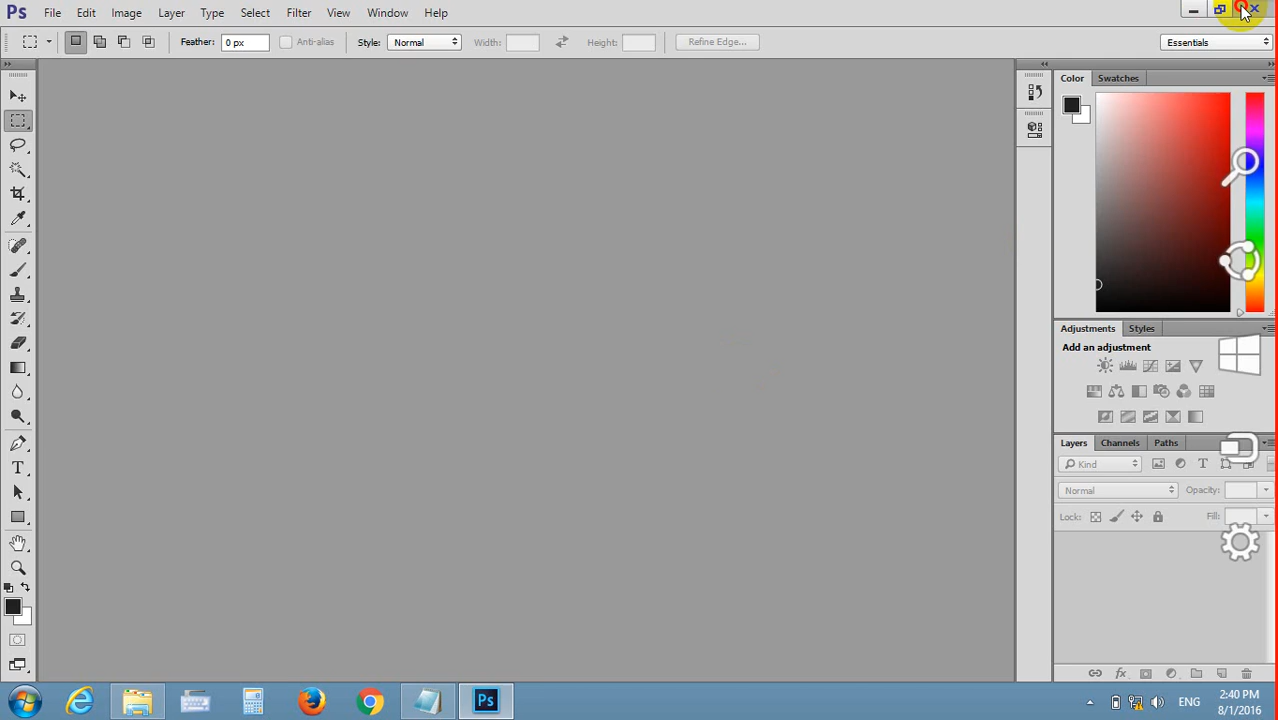 Ps File Edit Image Layer Type Select Filter View Window Help
Feather: 0 px Anti-alias Style: Normal Width: Height: Refine Edge... Essentials
Color Swatches
Adjustments Styles
Add an adjustment
Layers Channels Paths
Kind
Normal Opacity:
Lock: Fill:
T
Ps ENG 2:40 PM
8/1/2016